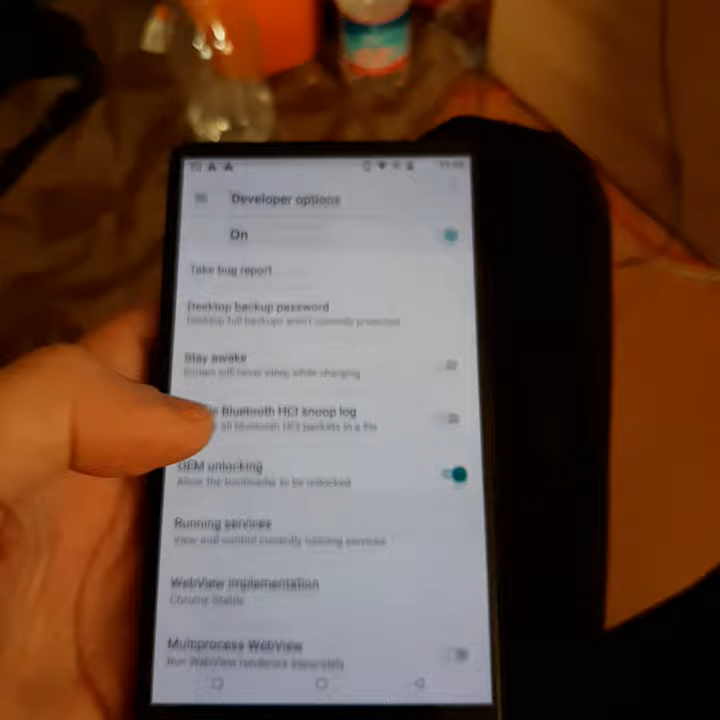 Developer options
On
Take bug report
Desktop backup password
Desktop full backups aren't currently protected
Stay awake
Screen will never sleep while charging
Bluetooth HCI snoop log
all bluetooth HCI packets in a file
OEM unlocking
Allow the bootloader to be unlocked
Running services
View and control currently running services
WebView implementation
Chrome Stable
Multiprocess WebView
Run WebView renderers separately